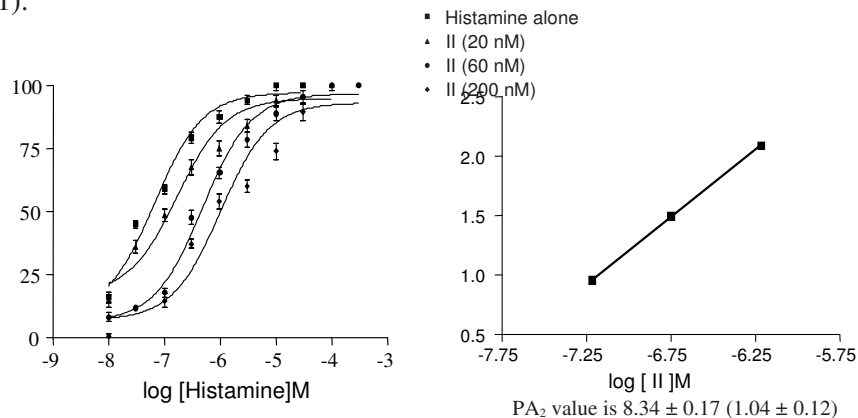 1).
Histamine alone
II (20 nM)
II (60 nM)
II (200 nM)
100
75
50
25
0
-9 -8 -7 -6 -5 -4 -3
log [Histamine]M
2.5
2.0
1.5
1.0
0.5
-7.75 -7.25 -6.75 -6.25 -5.75
log [ II ]M
PA₂ value is 8.34 ± 0.17 (1.04 ± 0.12)